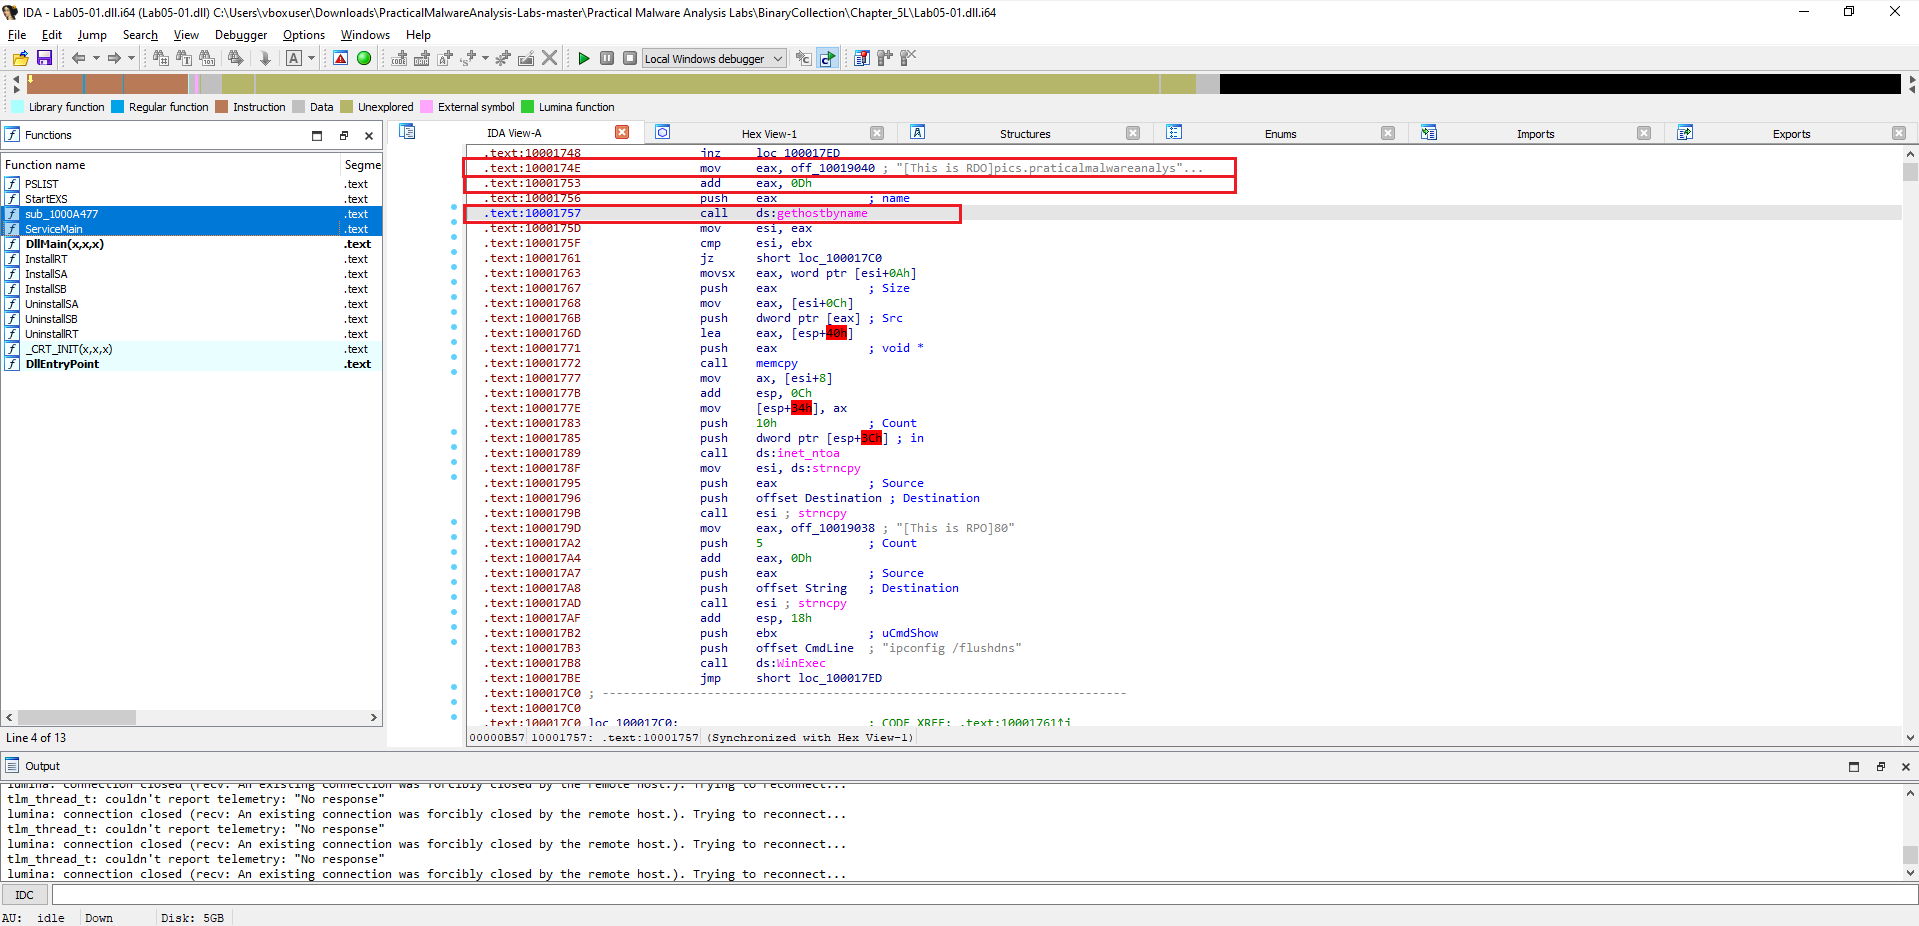 IDA - Lab05-01.dll.i64 (Lab05-01.dll) C:\Users\vboxuser\Downloads\PracticalMalwareAnalysis-Labs-master\Practical Malware Analysis Labs\BinaryCollection\Chapter_5L\Lab05-01.dll.i64
File Edit Jump Search View Debugger Options Windows Help
Local Windows debugger
Library function Regular function Instruction Data Unexplored External symbol Lumina function
Functions
IDA View-A Hex View-1 Structures Enums Imports Exports
Function name Segme
PSLIST .text
StartEXS .text
sub_1000A477 .text
ServiceMain .text
DllMain(x,x,x) .text
InstallRT .text
InstallSA .text
InstallSB .text
UninstallSA .text
UninstallSB .text
UninstallRT .text
_CRT_INIT(x,x,x) .text
DllEntryPoint .text
Line 4 of 13
.text:10001748 jnz loc_100017ED
.text:1000174E mov eax, off_10019040 ; "[This is RDO]pics.praticalmalwareanalys"...
.text:10001753 add eax, 0Dh
.text:10001756 push eax ; name
.text:10001757 call ds:gethostbyname
.text:1000175D mov esi, eax
.text:1000175F cmp esi, ebx
.text:10001761 jz short loc_100017C0
.text:10001763 movsx eax, word ptr [esi+0Ah]
.text:10001767 push eax ; Size
.text:10001768 mov eax, [esi+0Ch]
.text:1000176B push dword ptr [eax] ; Src
.text:1000176D lea eax, [esp+40h]
.text:10001771 push eax ; void *
.text:10001772 call memcpy
.text:10001777 mov ax, [esi+8]
.text:1000177B add esp, 0Ch
.text:1000177E mov [esp+34h], ax
.text:10001783 push 10h ; Count
.text:10001785 push dword ptr [esp+3Ch] ; in
.text:10001789 call ds:inet_ntoa
.text:1000178F mov esi, ds:strncpy
.text:10001795 push eax ; Source
.text:10001796 push offset Destination ; Destination
.text:1000179B call esi ; strncpy
.text:1000179D mov eax, off_10019038 ; "[This is RPO]80"
.text:100017A2 push 5 ; Count
.text:100017A4 add eax, 0Dh
.text:100017A7 push eax ; Source
.text:100017A8 push offset String ; Destination
.text:100017AD call esi ; strncpy
.text:100017AF add esp, 18h
.text:100017B2 push ebx ; uCmdShow
.text:100017B3 push offset CmdLine ; "ipconfig /flushdns"
.text:100017B8 call ds:WinExec
.text:100017BE jmp short loc_100017ED
.text:100017C0 ; ---------------------------------------------------------------------------
.text:100017C0
.text:100017C0 loc_100017C0: ; CODE XREF: .text:10001761↑j
00000B57 10001757: .text:10001757 (Synchronized with Hex View-1)
Output
lumina: connection closed (recv: An existing connection was forcibly closed by the remote host.). Trying to reconnect...
tlm_thread_t: couldn't report telemetry: "No response"
lumina: connection closed (recv: An existing connection was forcibly closed by the remote host.). Trying to reconnect...
tlm_thread_t: couldn't report telemetry: "No response"
lumina: connection closed (recv: An existing connection was forcibly closed by the remote host.). Trying to reconnect...
tlm_thread_t: couldn't report telemetry: "No response"
lumina: connection closed (recv: An existing connection was forcibly closed by the remote host.). Trying to reconnect...
IDC
AU: idle Down Disk: 5GB